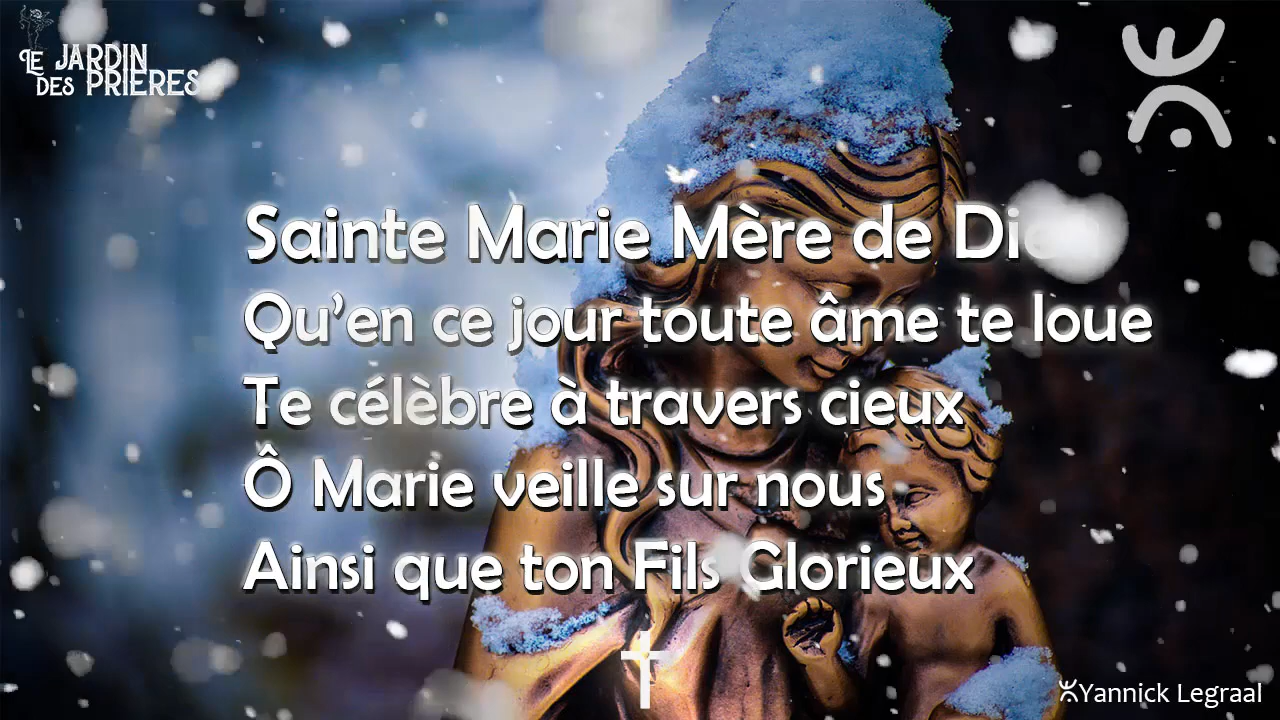 LE JARDIN
DES PRIERES
Sainte Marie Mère de
Qu'en ce jour toute âme te loue
Te célèbre à travers cieux
Ô Marie veille sur nous
Ainsi que ton Fils Glorieux
Yannick Legraal